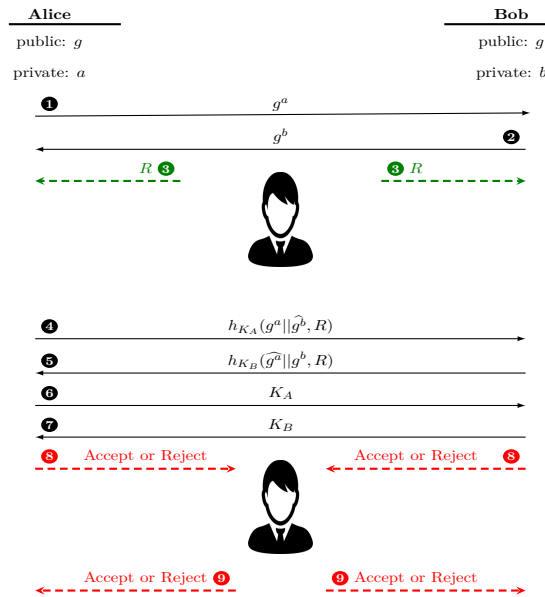 Alice Bob
public: g public: g
private: a private: b
1 g^a
g^b 2
R 3 3 R
4 h_{K_A}(g^a||\widehat{g^b}, R)
5 h_{K_B}(\widehat{g^a}||g^b, R)
6 K_A
7 K_B
8 Accept or Reject Accept or Reject 8
Accept or Reject 9 9 Accept or Reject